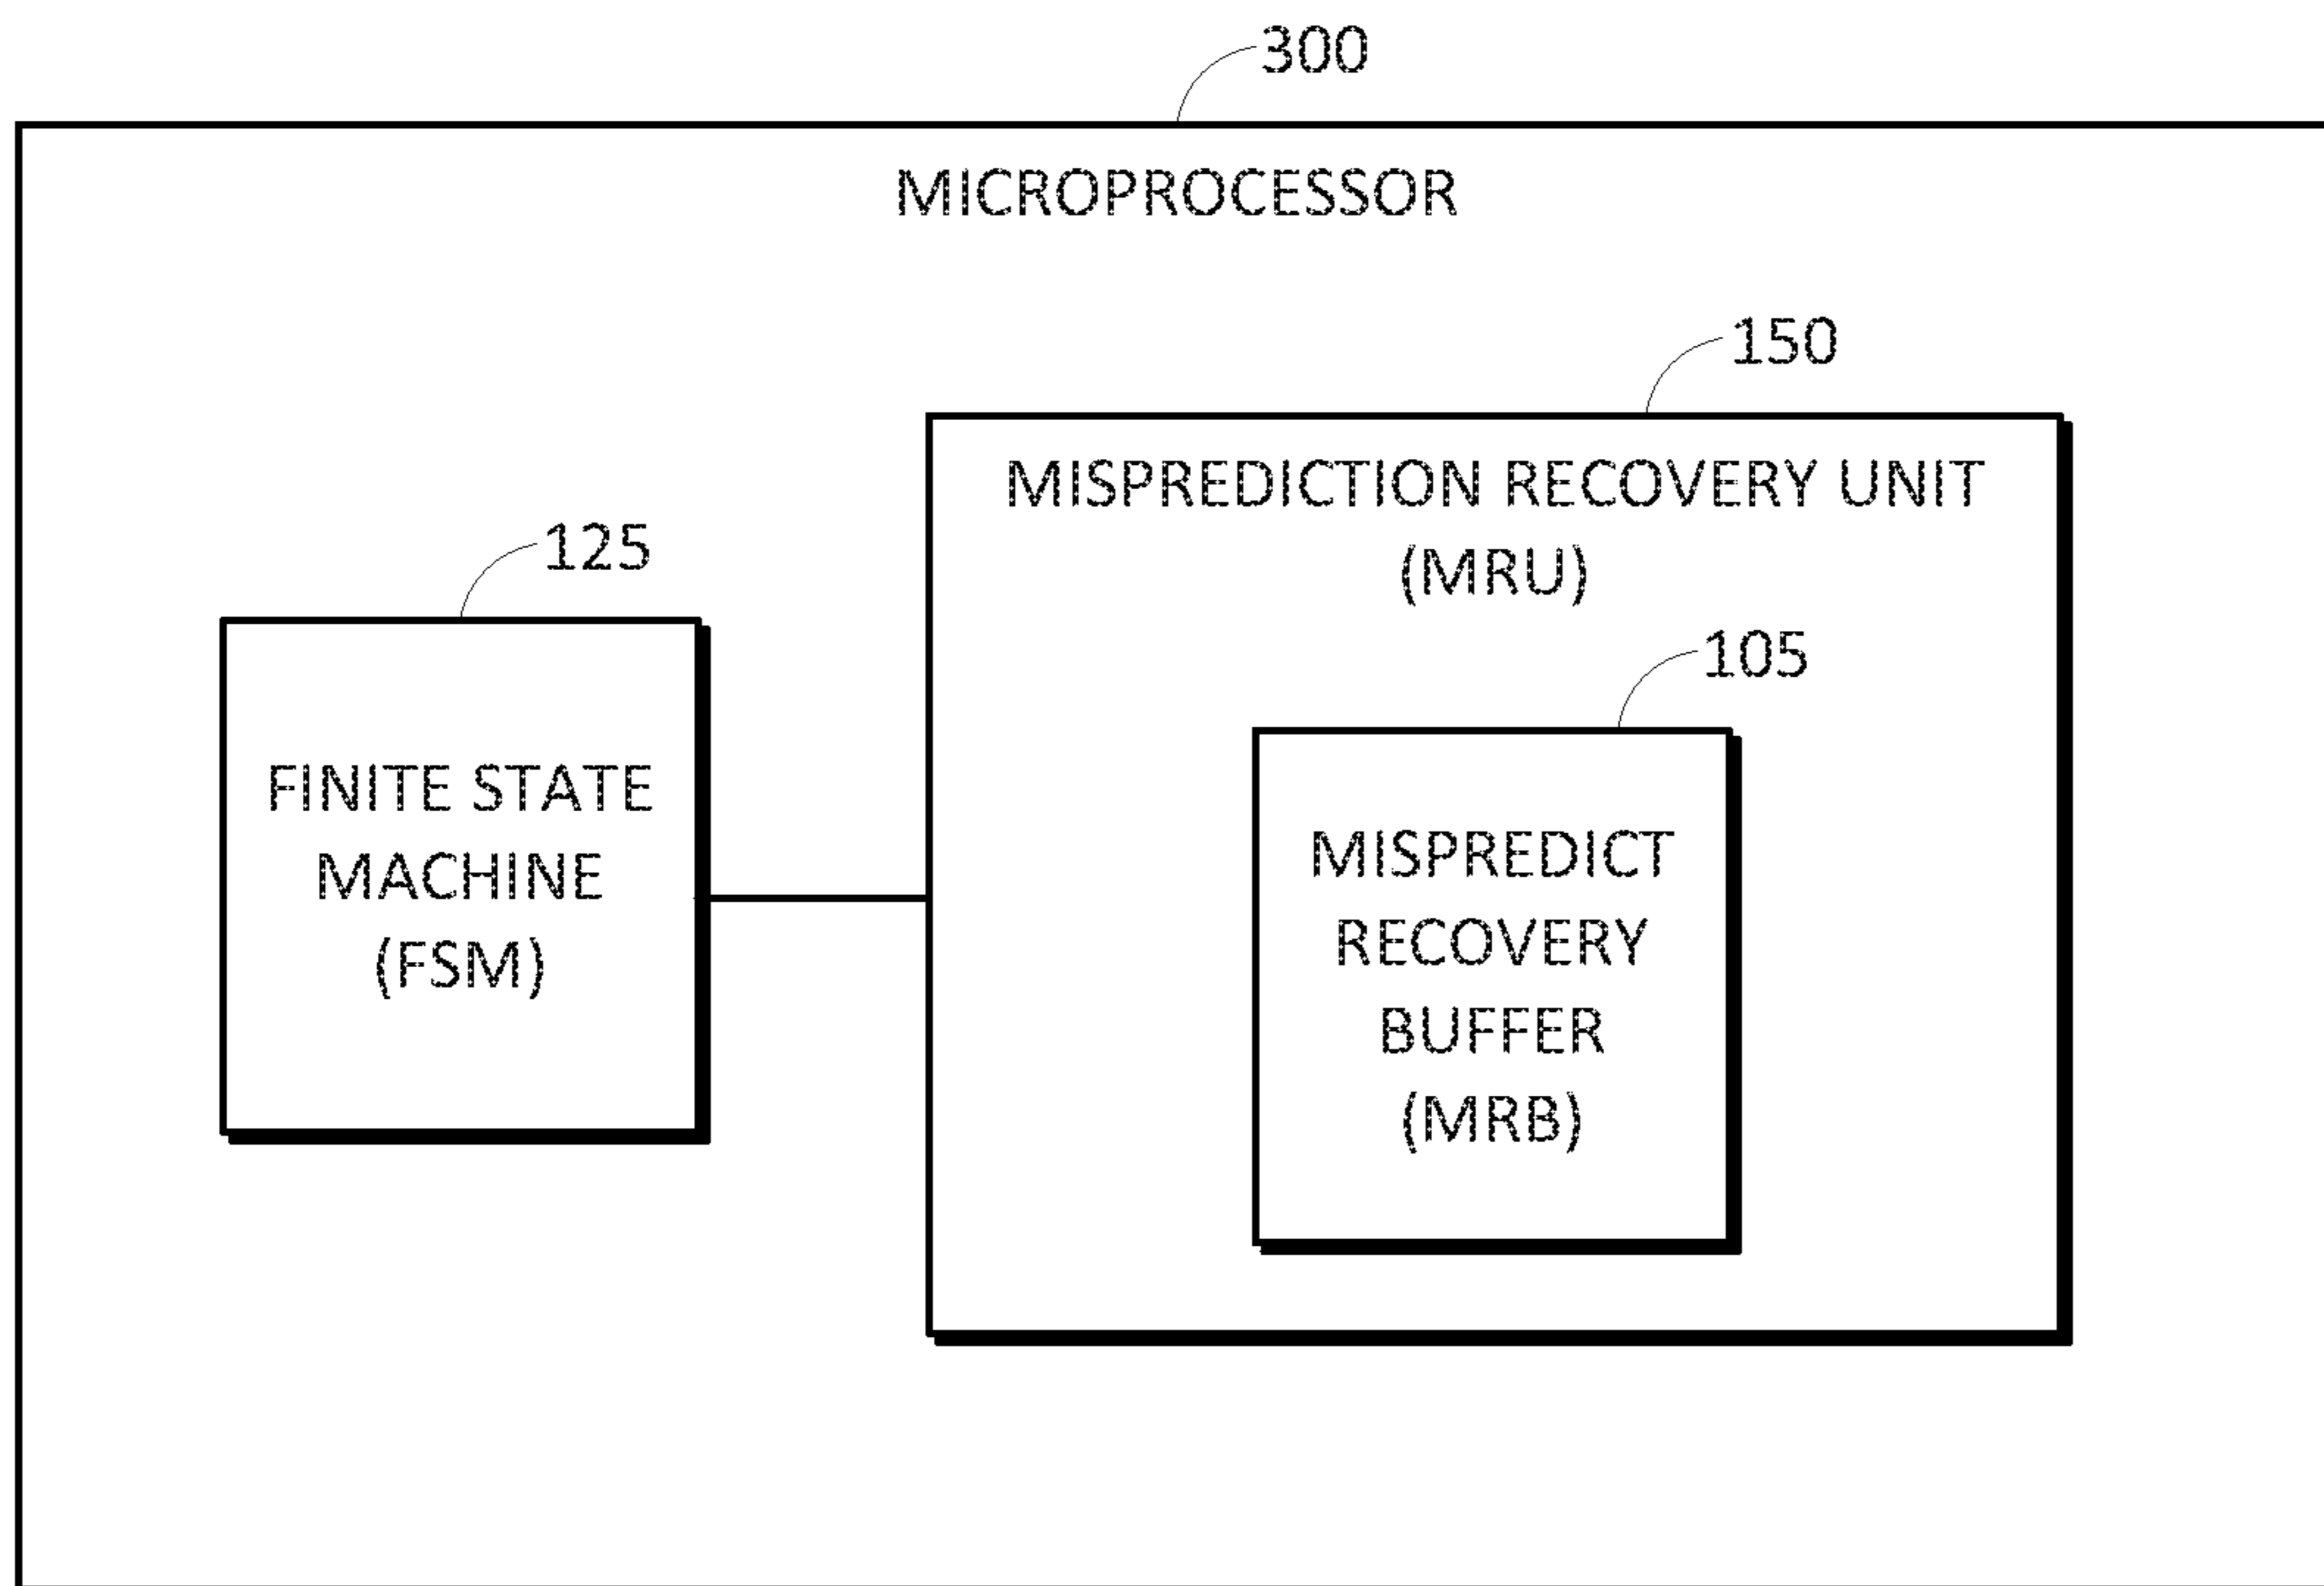 300
MICROPROCESSOR
150
MISPREDICTION RECOVERY UNIT
(MRU)
125
FINITE STATE
MACHINE
(FSM)
105
MISPREDICT
RECOVERY
BUFFER
(MRB)